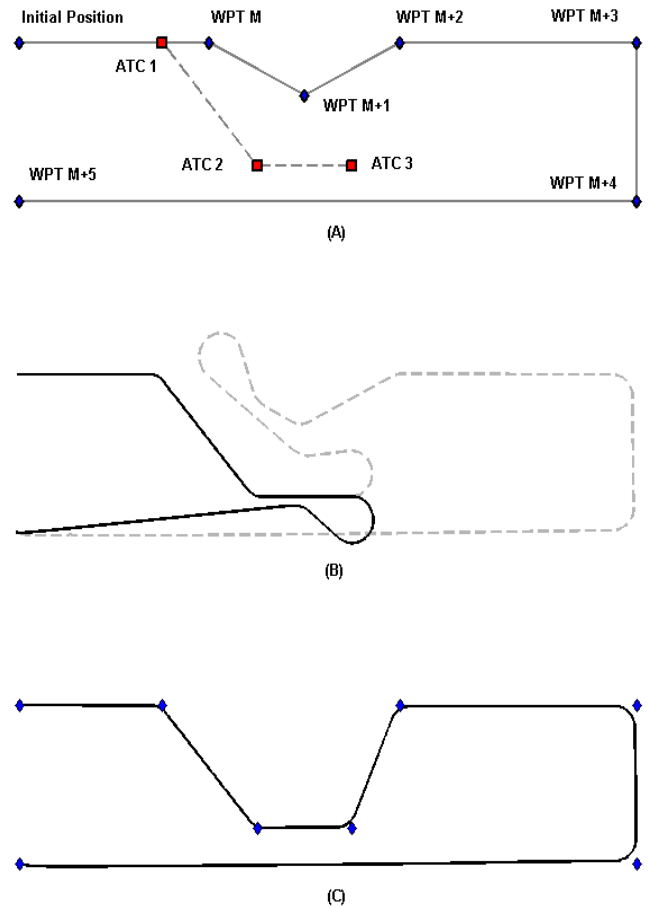 Initial Position
WPT M
WPT M+2
WPT M+3
ATC 1
WPT M+1
ATC 2
ATC 3
WPT M+5
WPT M+4
(A)
(B)
(C)